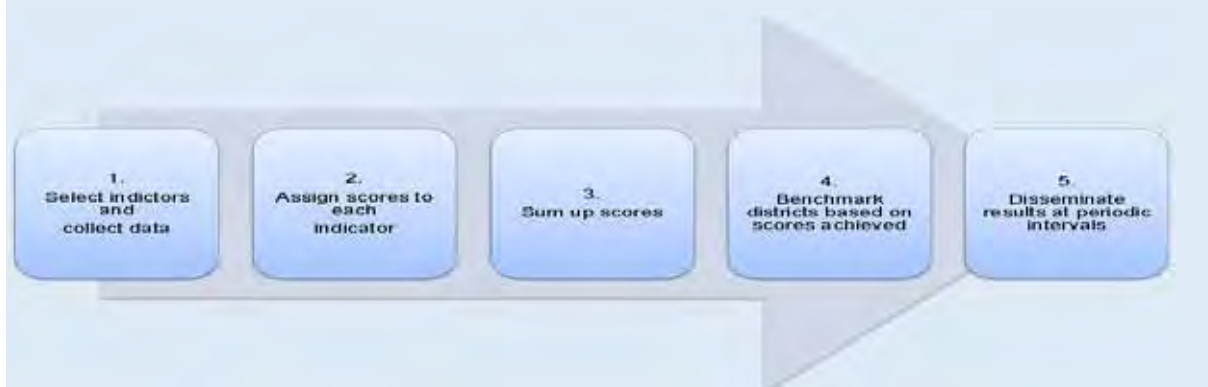 1.
Select indictors
and
collect data
2.
Assign scores to
each
indicator
3.
Sum up scores
4.
Benchmark
districts based on
scores achieved
5.
Disseminate
results at periodic
intervals